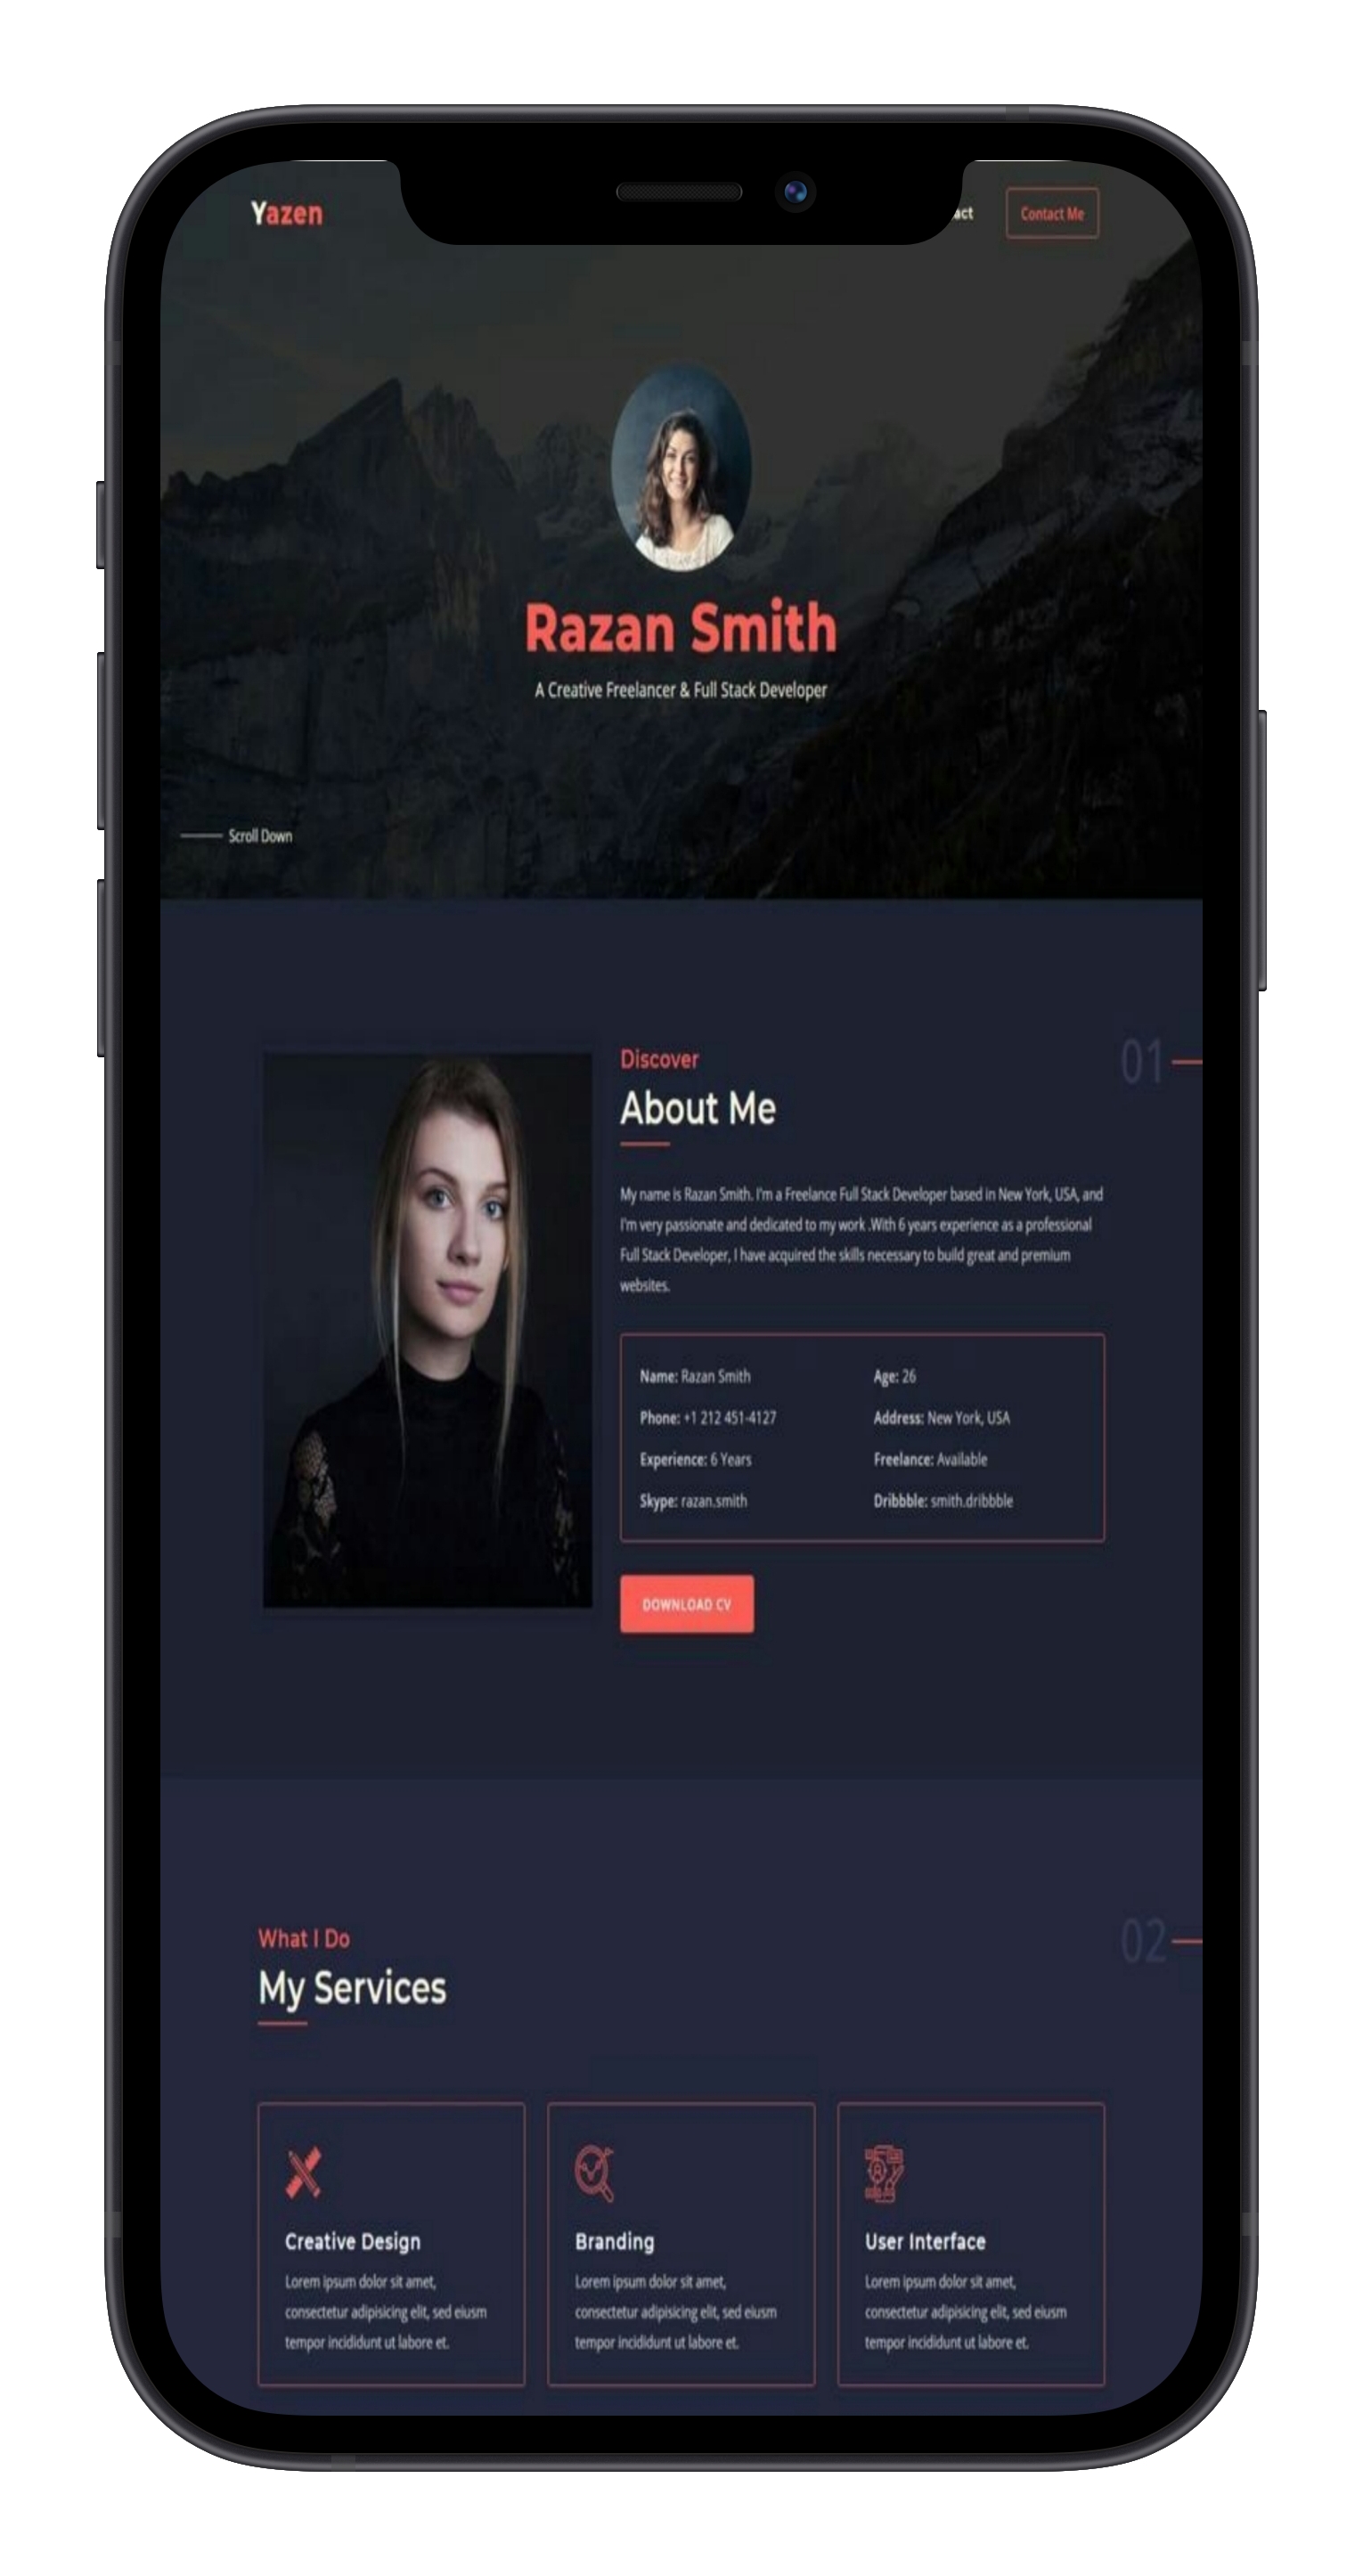 Yazen
Contact Me
Razan Smith
A Creative Freelancer & Full Stack Developer
Scroll Down
01
Discover
About Me
My name is Razan Smith. I'm a Freelance Full Stack Developer based in New York, USA, and
I'm very passionate and dedicated to my work .With 6 years experience as a professional
Full Stack Developer, I have acquired the skills necessary to build great and premium
websites.
Name: Razan Smith
Age: 26
Phone: +1 212 451-4127
Address: New York, USA
Experience: 6 Years
Freelance: Available
Skype: razan.smith
Dribbble: smith.dribbble
DOWNLOAD CV
02
What I Do
My Services
Creative Design
Lorem ipsum dolor sit amet,
consectetur adipisicing elit, sed eiusm
tempor incididunt ut labore et.
Branding
Lorem ipsum dolor sit amet,
consectetur adipisicing elit, sed eiusm
tempor incididunt ut labore et.
User Interface
Lorem ipsum dolor sit amet,
consectetur adipisicing elit, sed eiusm
tempor incididunt ut labore et.